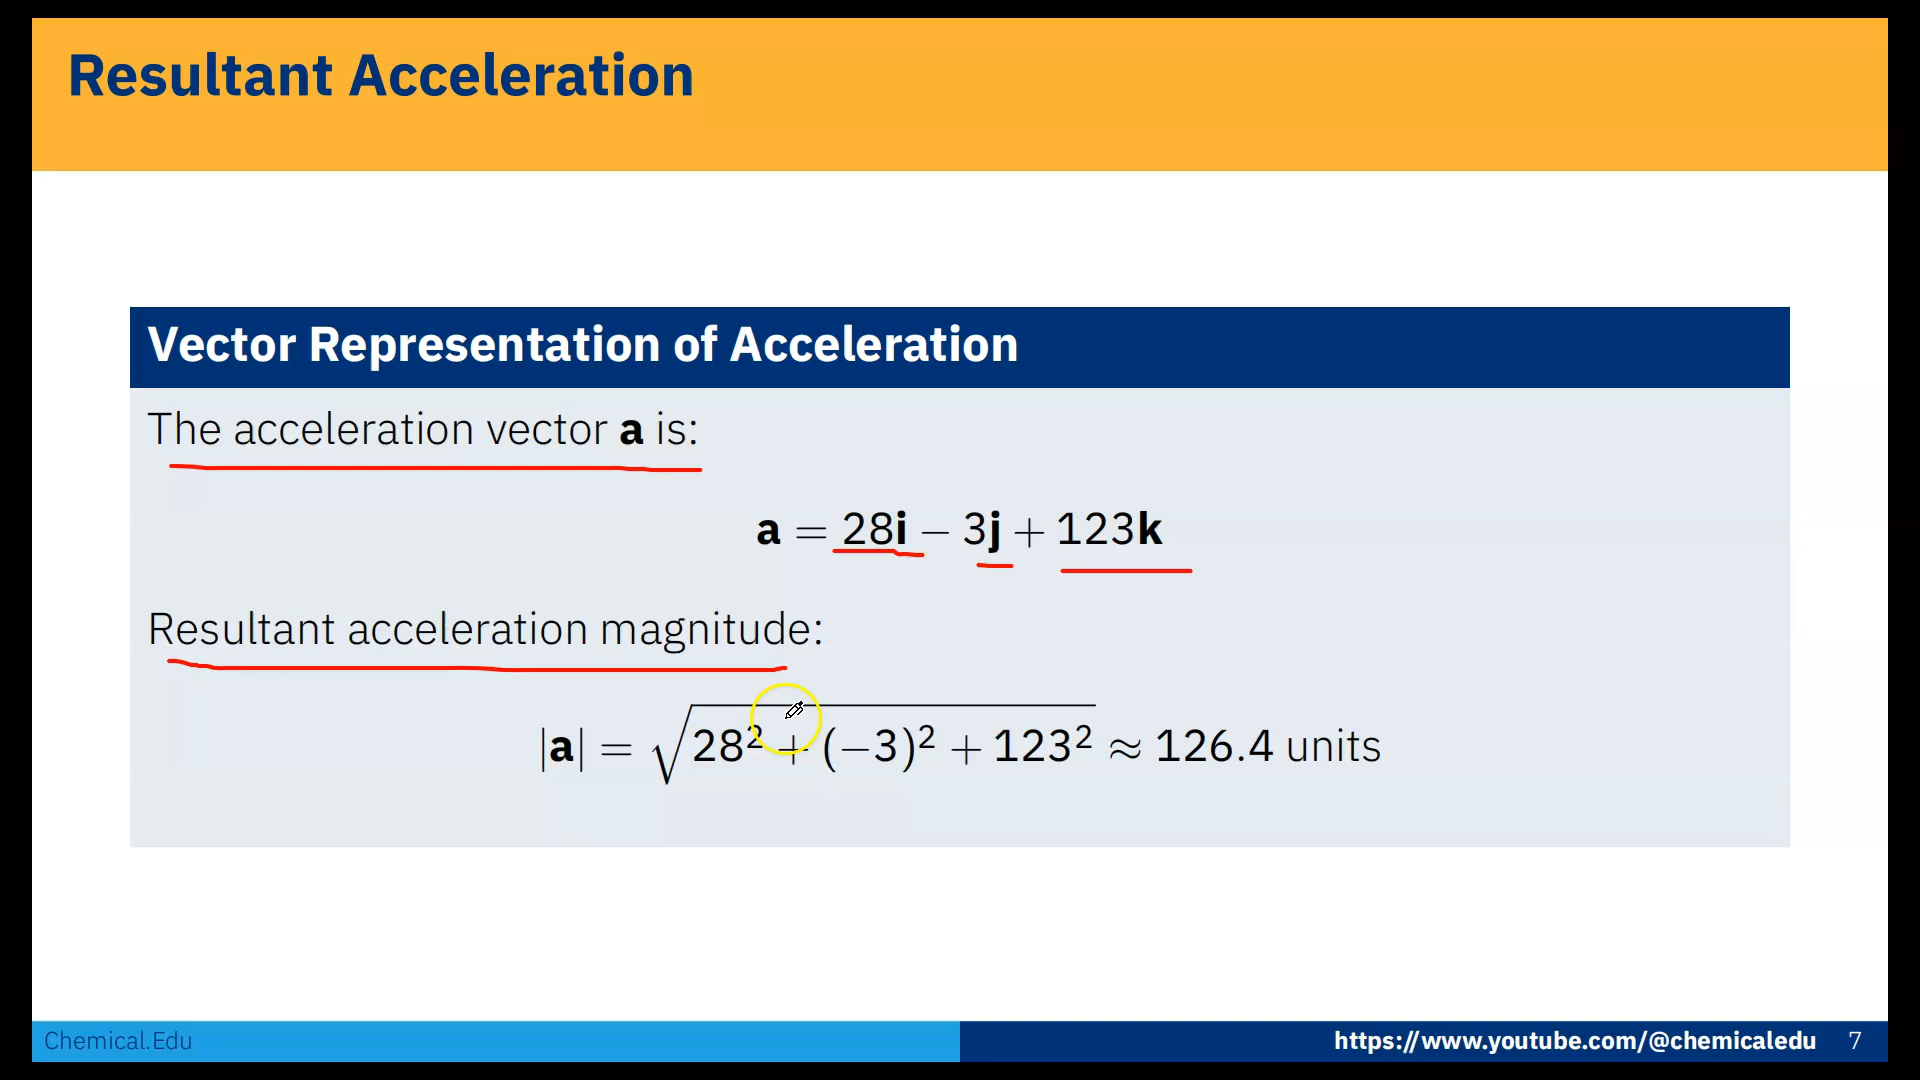 Resultant Acceleration
Vector Representation of Acceleration
The acceleration vector a is:
a = 28i − 3j + 123k
Resultant acceleration magnitude:
|a| = √28² + (−3)² + 123² ≈ 126.4 units
Chemical.Edu
https://www.youtube.com/@chemicaledu 7